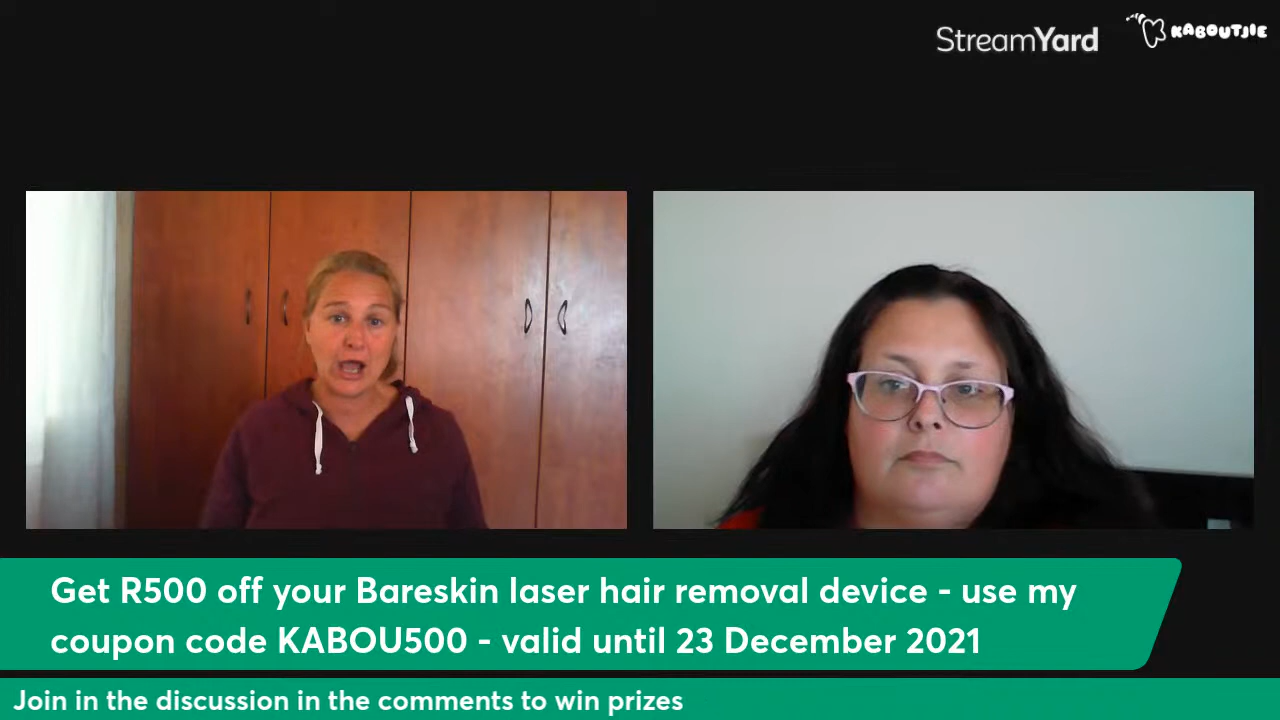 StreamYard
KABOUTJIE
Get R500 off your Bareskin laser hair removal device - use my
coupon code KABOU500 - valid until 23 December 2021
Join in the discussion in the comments to win prizes